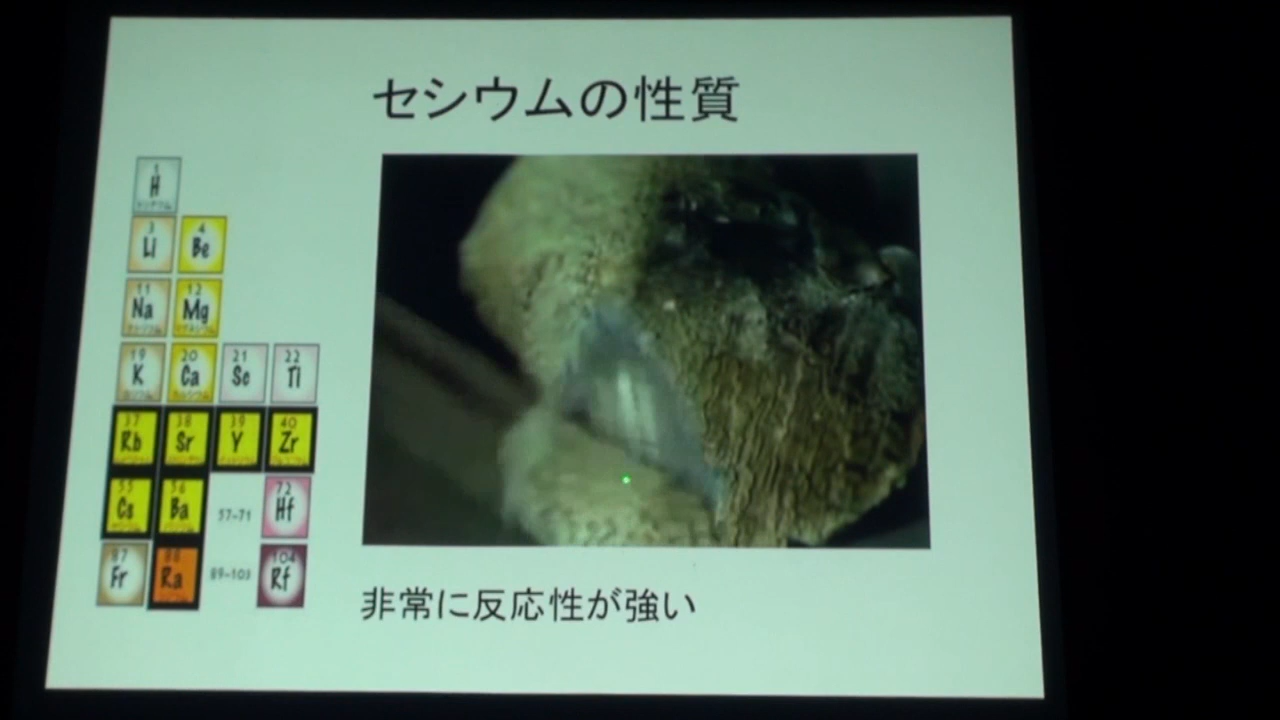 セシウムの性質
1
H
3
Li
4
Be
11
Na
12
Mg
19
K
20
Ca
21
Sc
22
Ti
37
Rb
38
Sr
39
Y
40
Zr
55
Cs
56
Ba
57-71
72
Hf
87
Fr
88
Ra
89-103
104
Rf
非常に反応性が強い